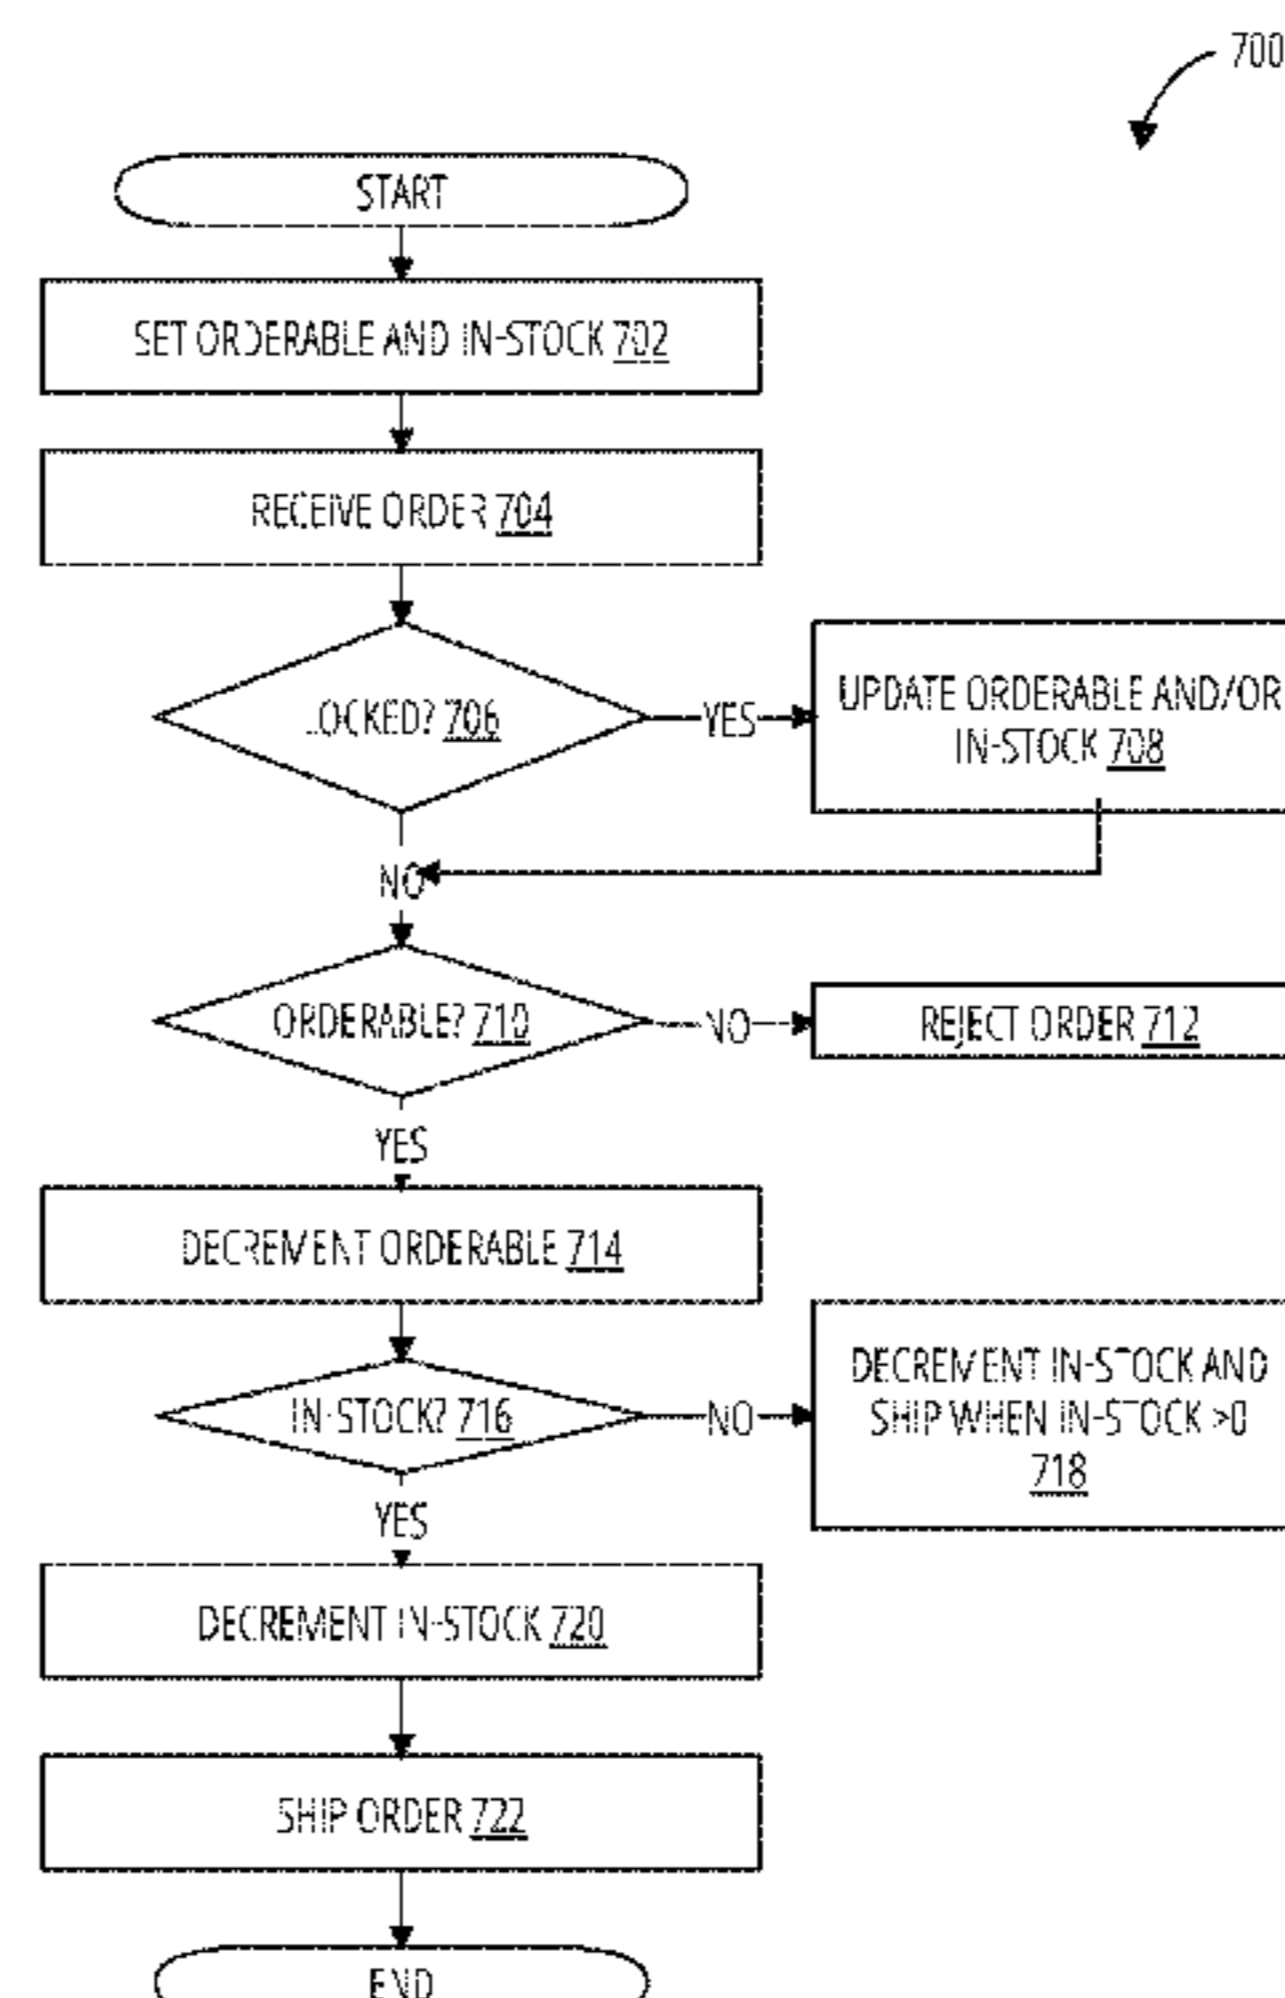 700
START
SET ORDERABLE AND IN-STOCK 702
RECEIVE ORDER 704
LOCKED? 706
YES
UPDATE ORDERABLE AND/OR
IN-STOCK 708
NO
ORDERABLE? 710
NO
REJECT ORDER 712
YES
DECREMENT ORDERABLE 714
IN-STOCK? 716
NO
DECREMENT IN-STOCK AND
SHIP WHEN IN-STOCK >0
718
YES
DECREMENT IN-STOCK 720
SHIP ORDER 722
END